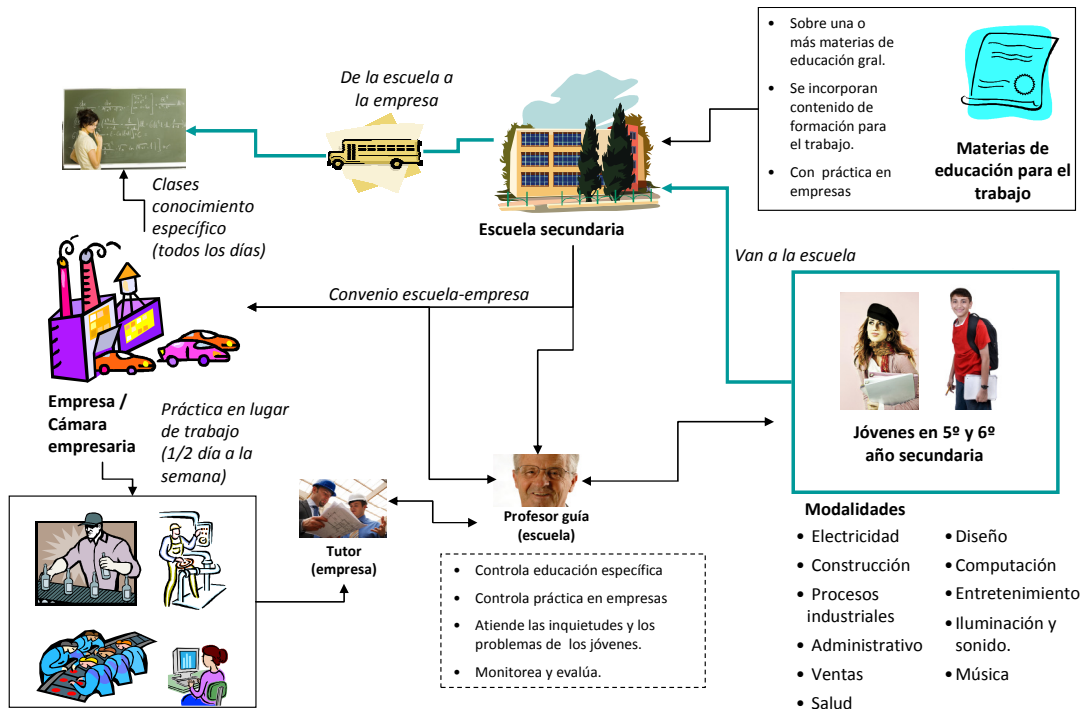 • Sobre una o
más materias de
educación gral.
• Se incorporan
contenido de
formación para
el trabajo.
• Con práctica en
empresas
Materias de
educación para el
trabajo
De la escuela a
la empresa
Escuela secundaria
Clases
conocimiento
específico
(todos los días)
Van a la escuela
Convenio escuela-empresa
Empresa /
Cámara
empresaria
Práctica en lugar
de trabajo
(1/2 día a la
semana)
Jóvenes en 5º y 6º
año secundaria
Tutor
(empresa)
Profesor guía
(escuela)
• Controla educación específica
• Controla práctica en empresas
• Atiende las inquietudes y los
problemas de los jóvenes.
• Monitorea y evalúa.
Modalidades
• Electricidad
• Construcción
• Procesos
industriales
• Administrativo
• Ventas
• Salud
• Diseño
• Computación
• Entretenimiento
• Iluminación y
sonido.
• Música